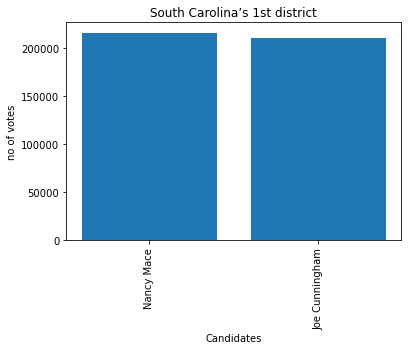 South Carolina’s 1st district
no of votes
200000
150000
100000
50000
0
Nancy Mace
Joe Cunningham
Candidates